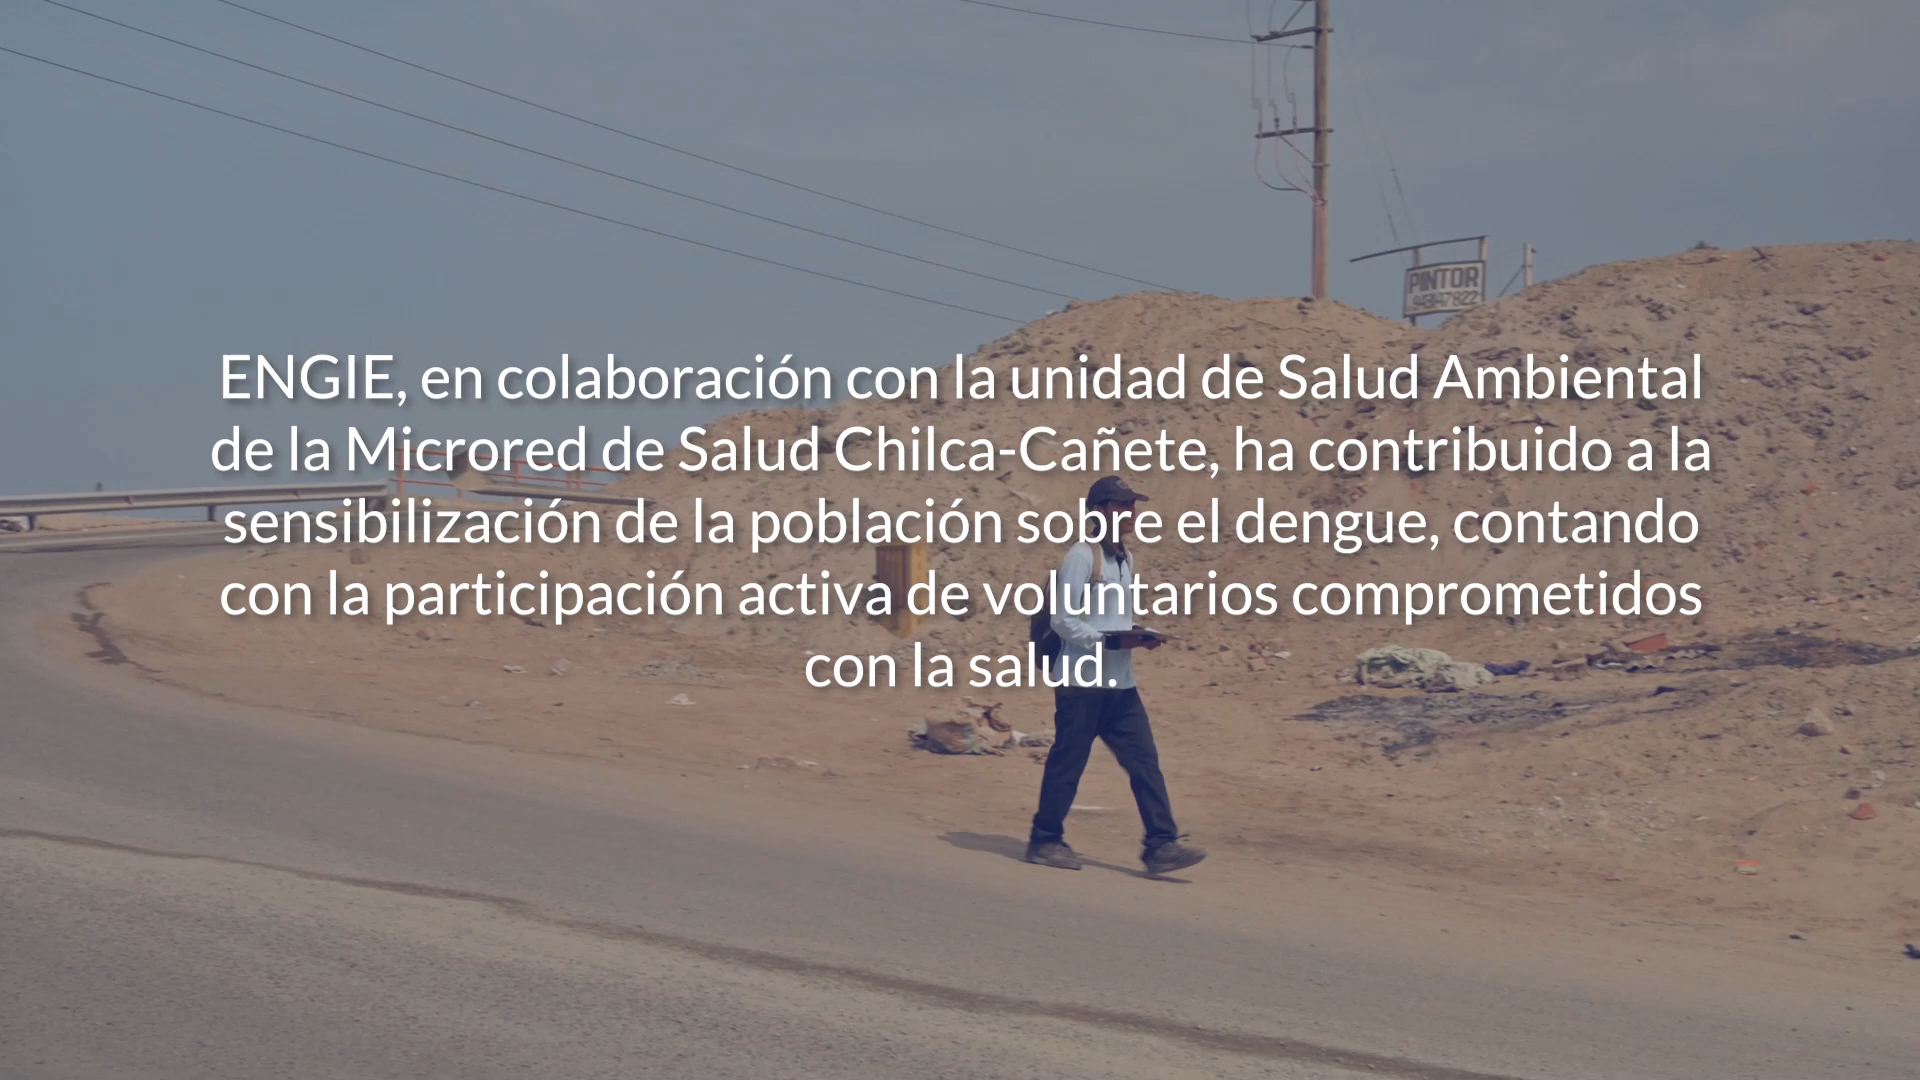 PINTOR
ENGIE, en colaboración con la unidad de Salud Ambiental
de la Microred de Salud Chilca-Cañete, ha contribuido a la
sensibilización de la población sobre el dengue, contando
con la participación activa de voluntarios comprometidos
con la salud.